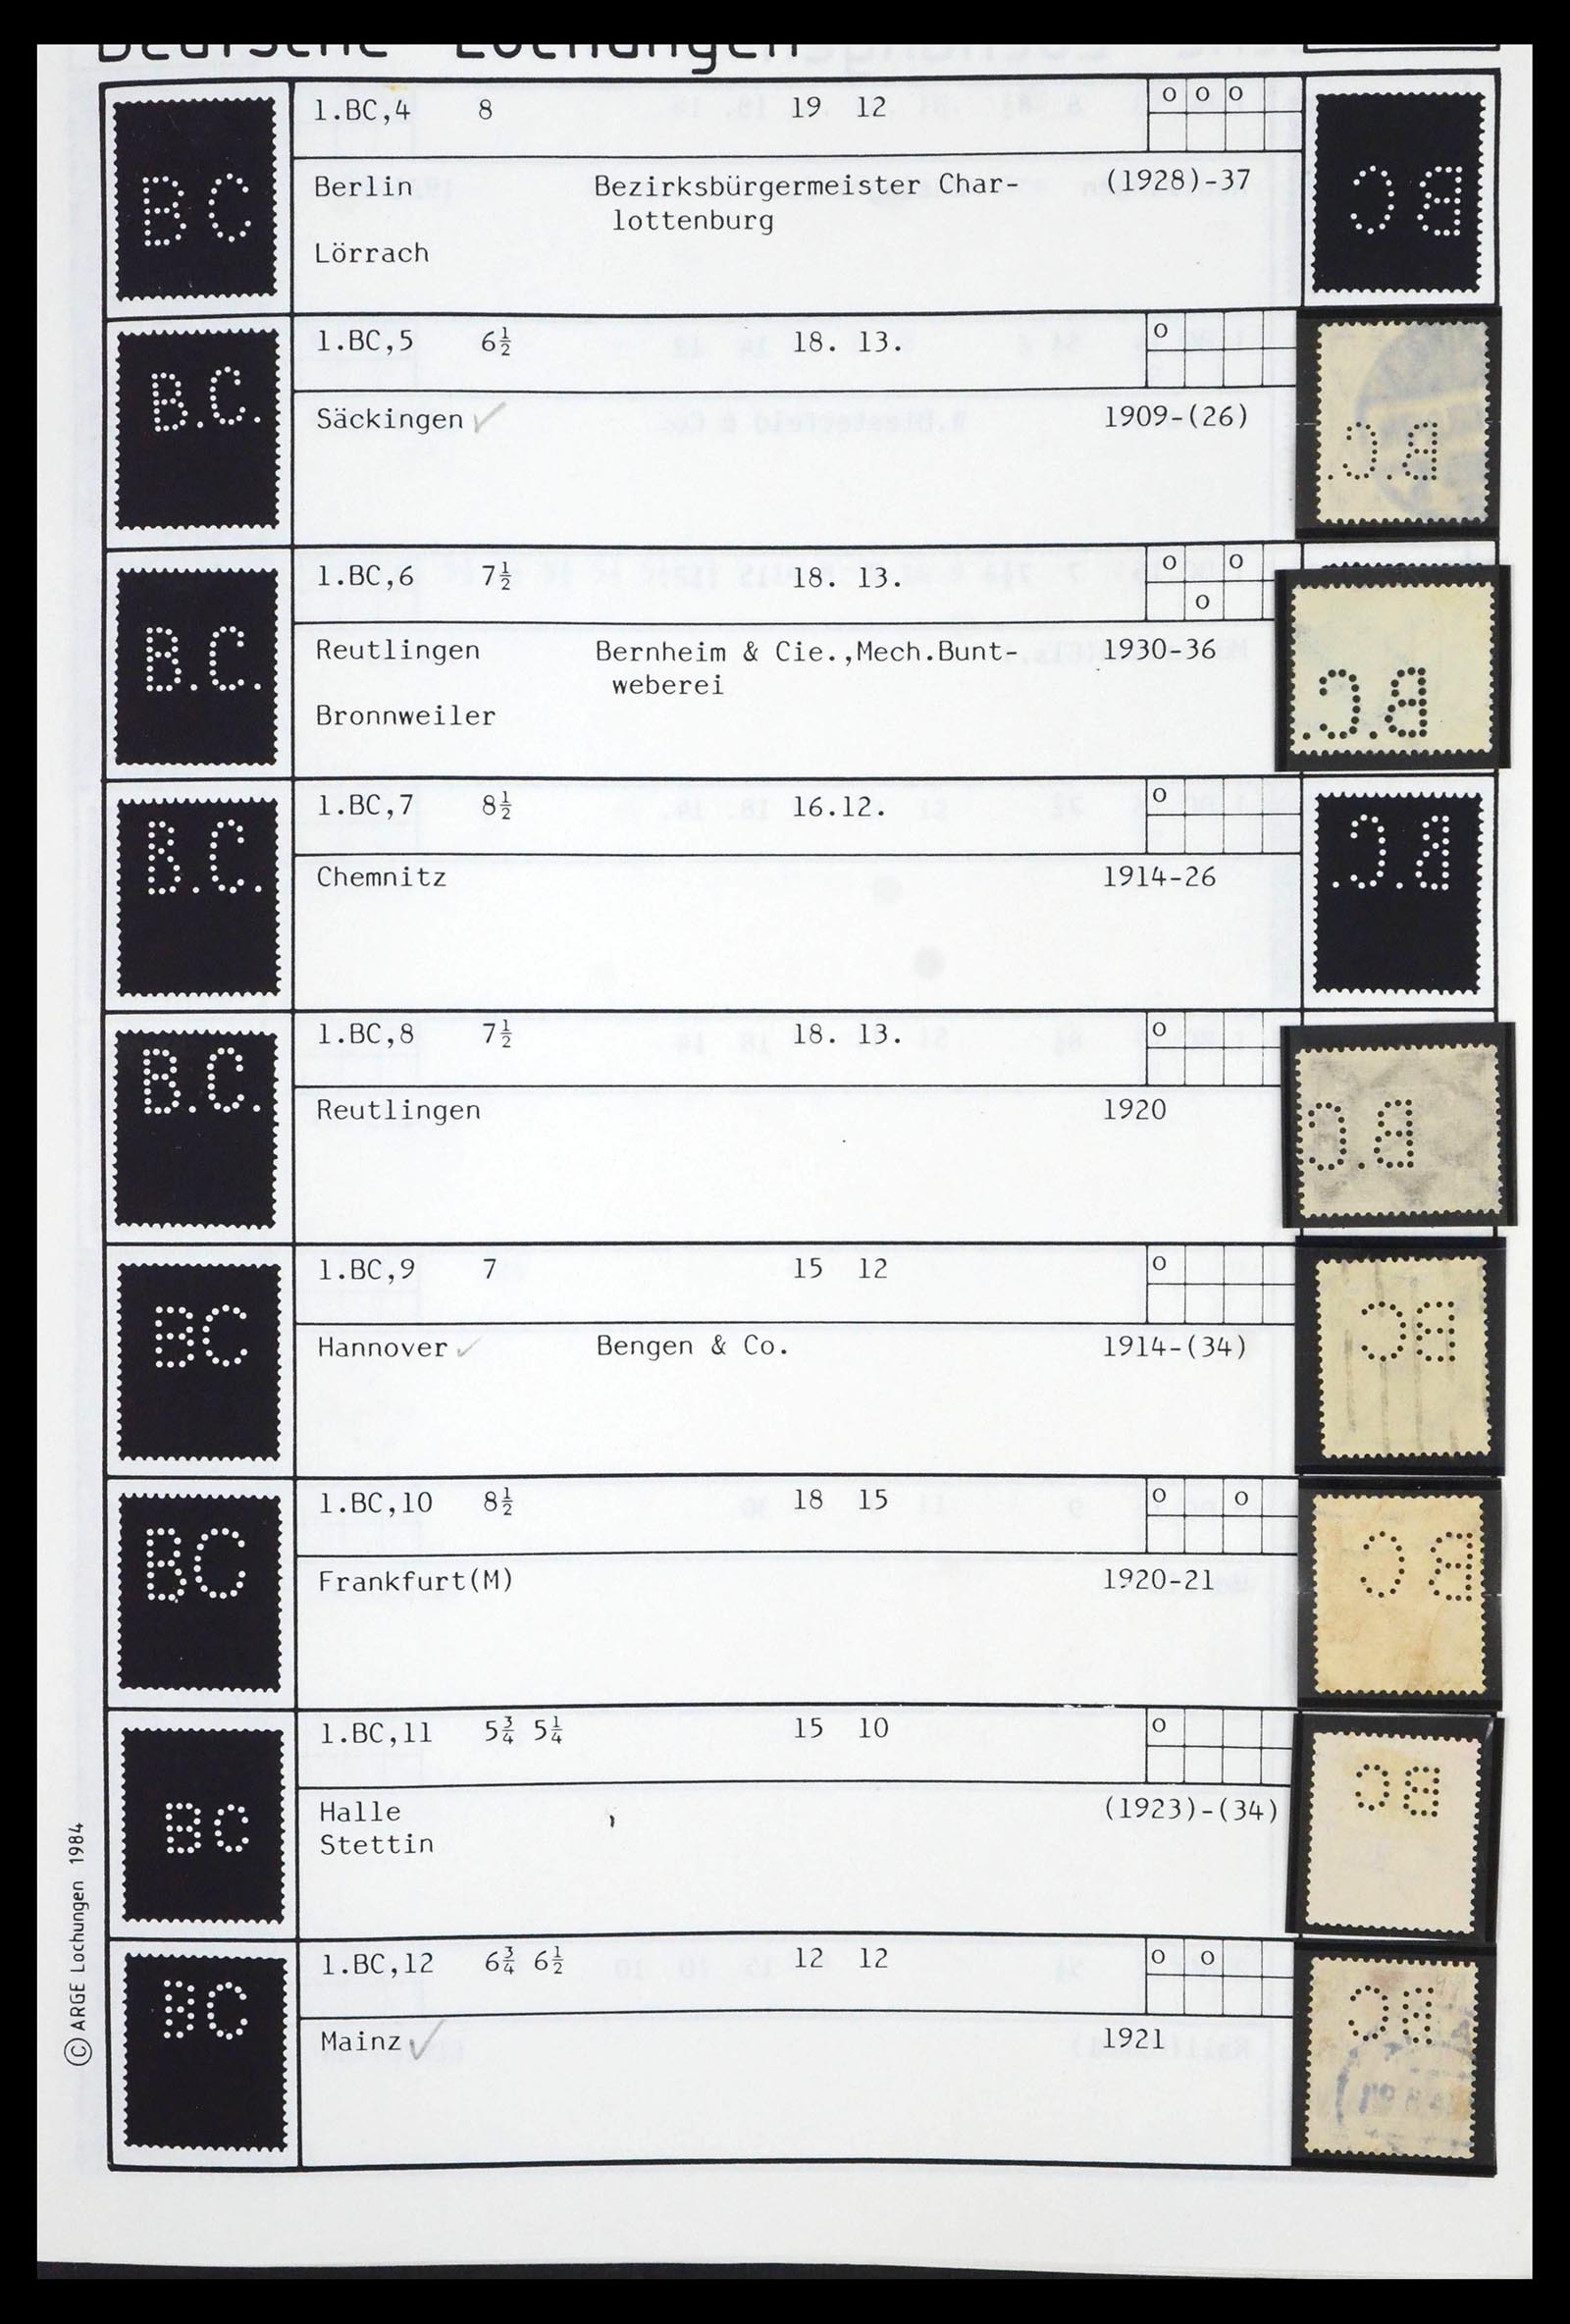 Deutsche Lochungen
1.BC,4 8 19 12 o o o
BC
Berlin Bezirksbürgermeister Char- (1928)-37
lottenburg
Lörrach
1.BC,5 6½ 18. 13. o
B.C.
Säckingen ✓ 1909-(26)
1.BC,6 7½ 18. 13. o o
o
B.C.
Reutlingen Bernheim & Cie.,Mech.Bunt- 1930-36
weberei
Bronnweiler
1.BC,7 8½ 16.12. o
B.C.
Chemnitz 1914-26
1.BC,8 7½ 18. 13. o
B.C.
Reutlingen 1920
1.BC,9 7 15 12 o
BC
Hannover ✓ Bengen & Co. 1914-(34)
1.BC,10 8½ 18 15 o o
BC
Frankfurt(M) 1920-21
1.BC,11 5¾ 5¼ 15 10 o
BC
Halle (1923)-(34)
Stettin
1.BC,12 6¾ 6½ 12 12 o o
BC
Mainz ✓ 1921
© ARGE Lochungen 1984